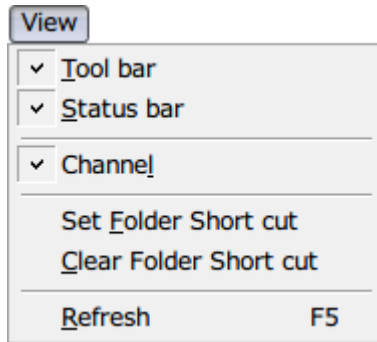 View
Tool bar
Status bar
Channel
Set Folder Short cut
Clear Folder Short cut
Refresh F5